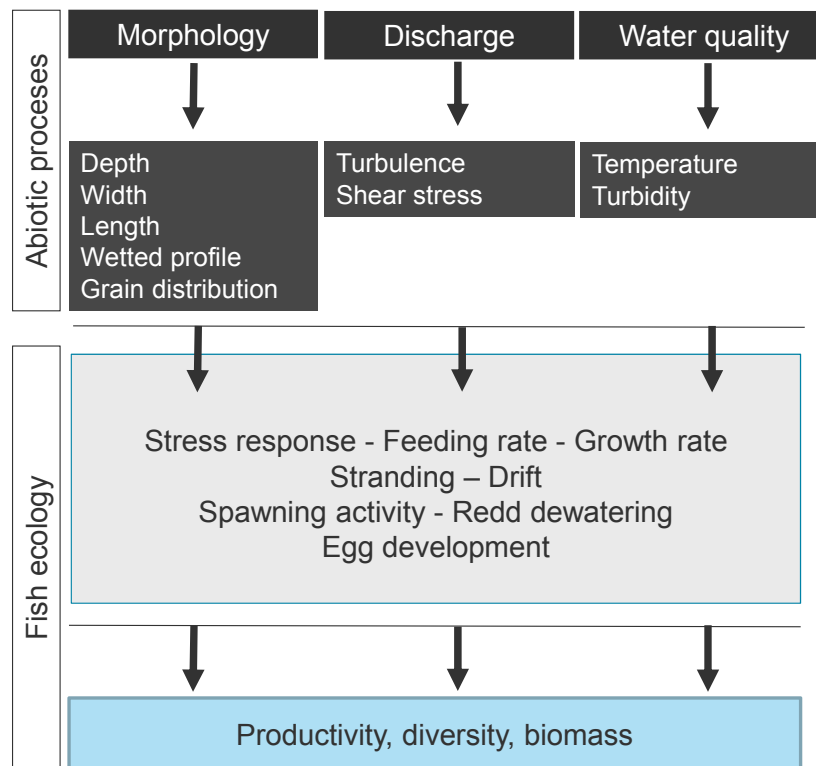 Abiotic proceses
Morphology
Discharge
Water quality
Depth
Width
Length
Wetted profile
Grain distribution
Turbulence
Shear stress
Temperature
Turbidity
Fish ecology
Stress response - Feeding rate - Growth rate
Stranding – Drift
Spawning activity - Redd dewatering
Egg development
Productivity, diversity, biomass